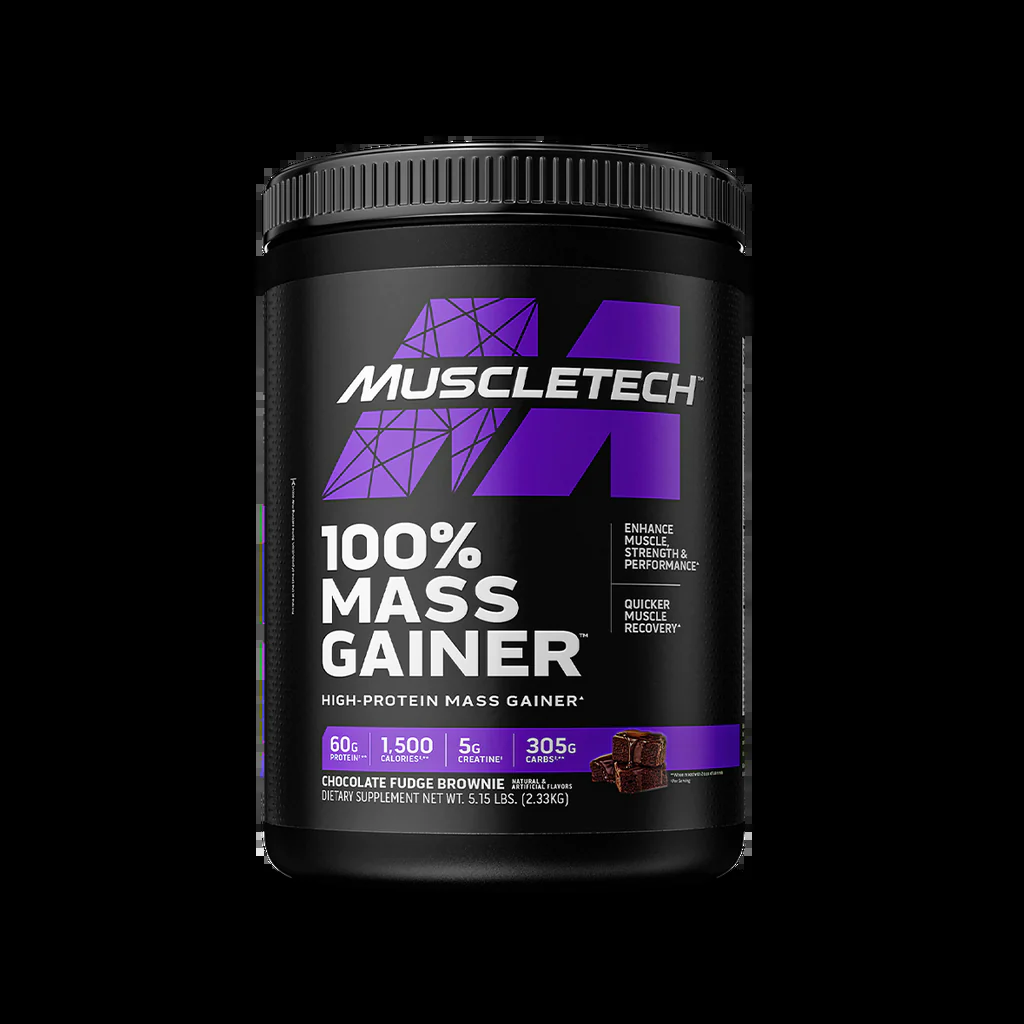 MUSCLETECH™
100%
MASS
GAINER™
ENHANCE
MUSCLE,
STRENGTH &
PERFORMANCE^
QUICKER
MUSCLE
RECOVERY^
HIGH-PROTEIN MASS GAINER^
60G 1,500 5G 305G
PROTEIN CALORIES CREATINE CARBS
CHOCOLATE FUDGE BROWNIE NATURAL &
ARTIFICIAL FLAVORS
DIETARY SUPPLEMENT NET WT. 5.15 LBS. (2.33KG)